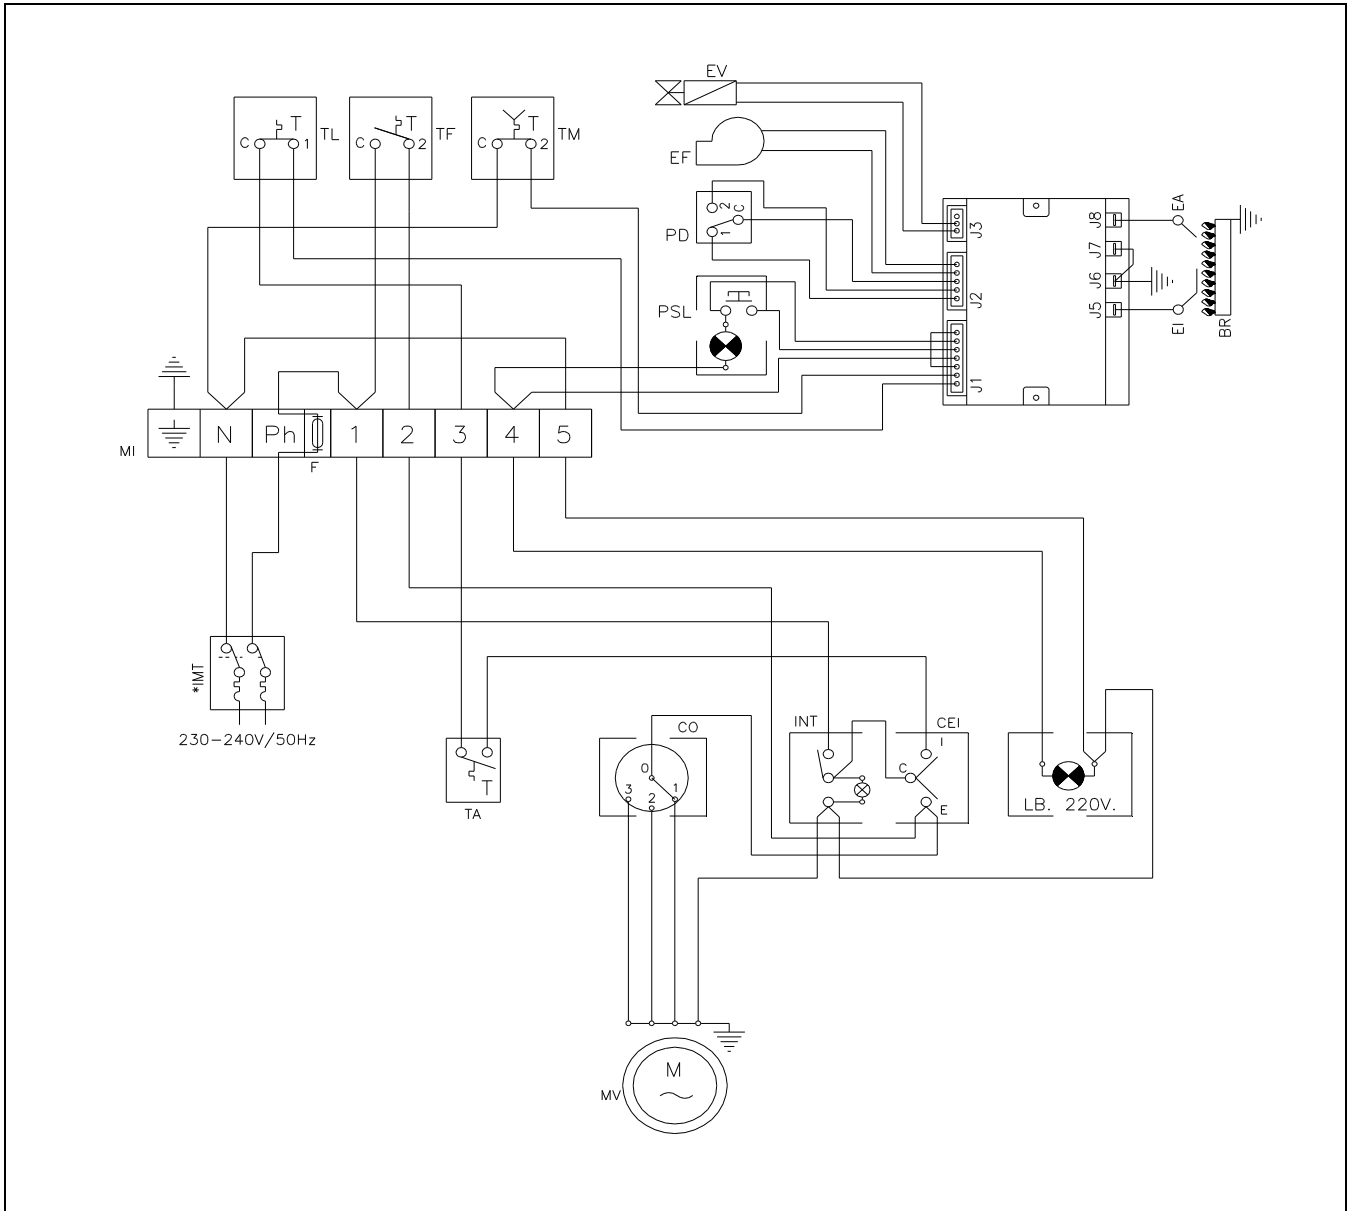 EV
T TL
C 1
T TF
C 2
T TM
C 2
EF
PD
2 C
1
PSL
J3
J2
J1
J8
J7
J6
J5
EA
EI
BR
MI
N Ph 1 2 3 4 5
F
*IMT
230-240V/50Hz
T
TA
CO
0
3 2 1
INT
CEI
I
C
E
LB. 220V.
M
MV